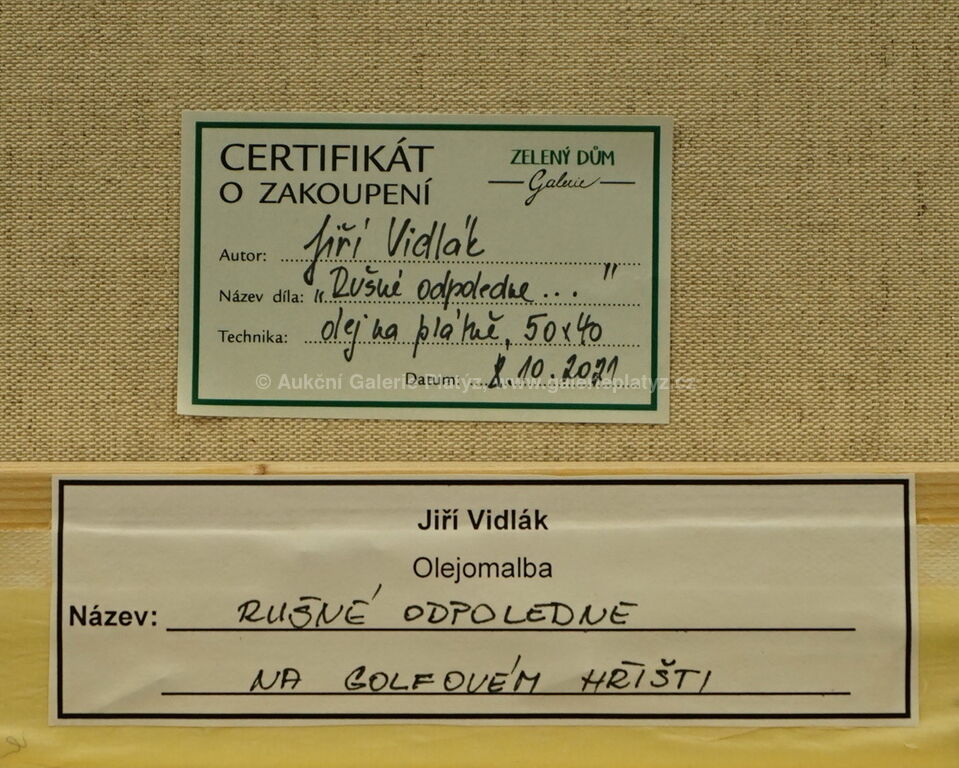 CERTIFIKÁT
O ZAKOUPENÍ
ZELENÝ DŮM
Galerie
Autor: Jiří Vidlák
Název díla: „Rušné odpoledne..."
Technika: olej na plátně, 50x40
Datum: 8.10.2021
© Aukční Galerie Platýz, www.galerieplatyz.cz
Jiří Vidlák
Olejomalba
Název: RUŠNÉ ODPOLEDNE
NA GOLFOVÉM HŘIŠTI